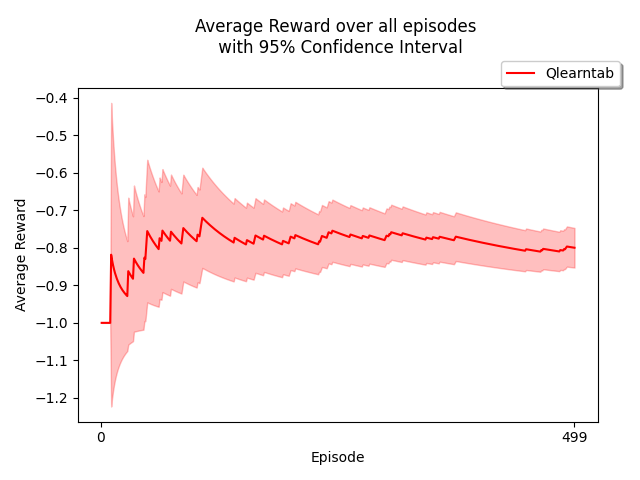 Average Reward over all episodes
with 95% Confidence Interval
Qlearntab
−0.4
−0.5
−0.6
−0.7
−0.8
−0.9
−1.0
−1.1
−1.2
Average Reward
0
499
Episode